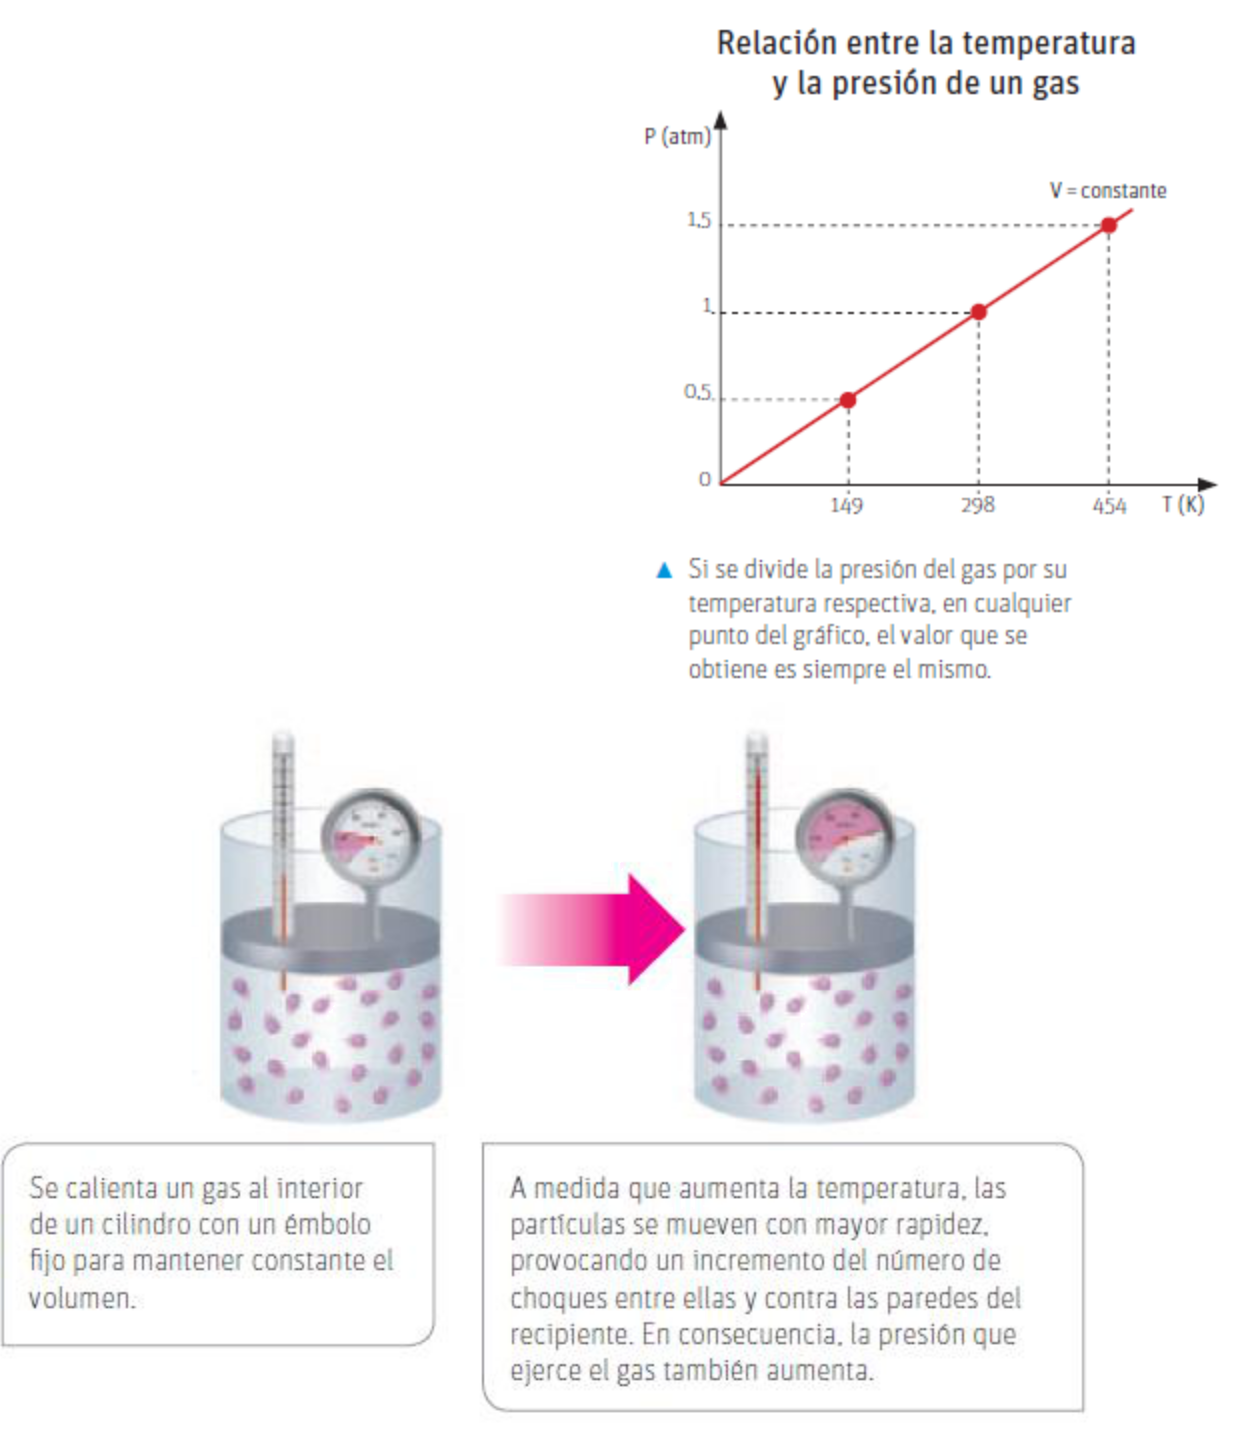 Relación entre la temperatura
y la presión de un gas
P (atm)
V = constante
1,5
1
0,5
0
149
298
454
T (K)
▲ Si se divide la presión del gas por su
temperatura respectiva, en cualquier
punto del gráfico, el valor que se
obtiene es siempre el mismo.
Se calienta un gas al interior
de un cilindro con un émbolo
fijo para mantener constante el
volumen.
A medida que aumenta la temperatura, las
partículas se mueven con mayor rapidez,
provocando un incremento del número de
choques entre ellas y contra las paredes del
recipiente. En consecuencia, la presión que
ejerce el gas también aumenta.